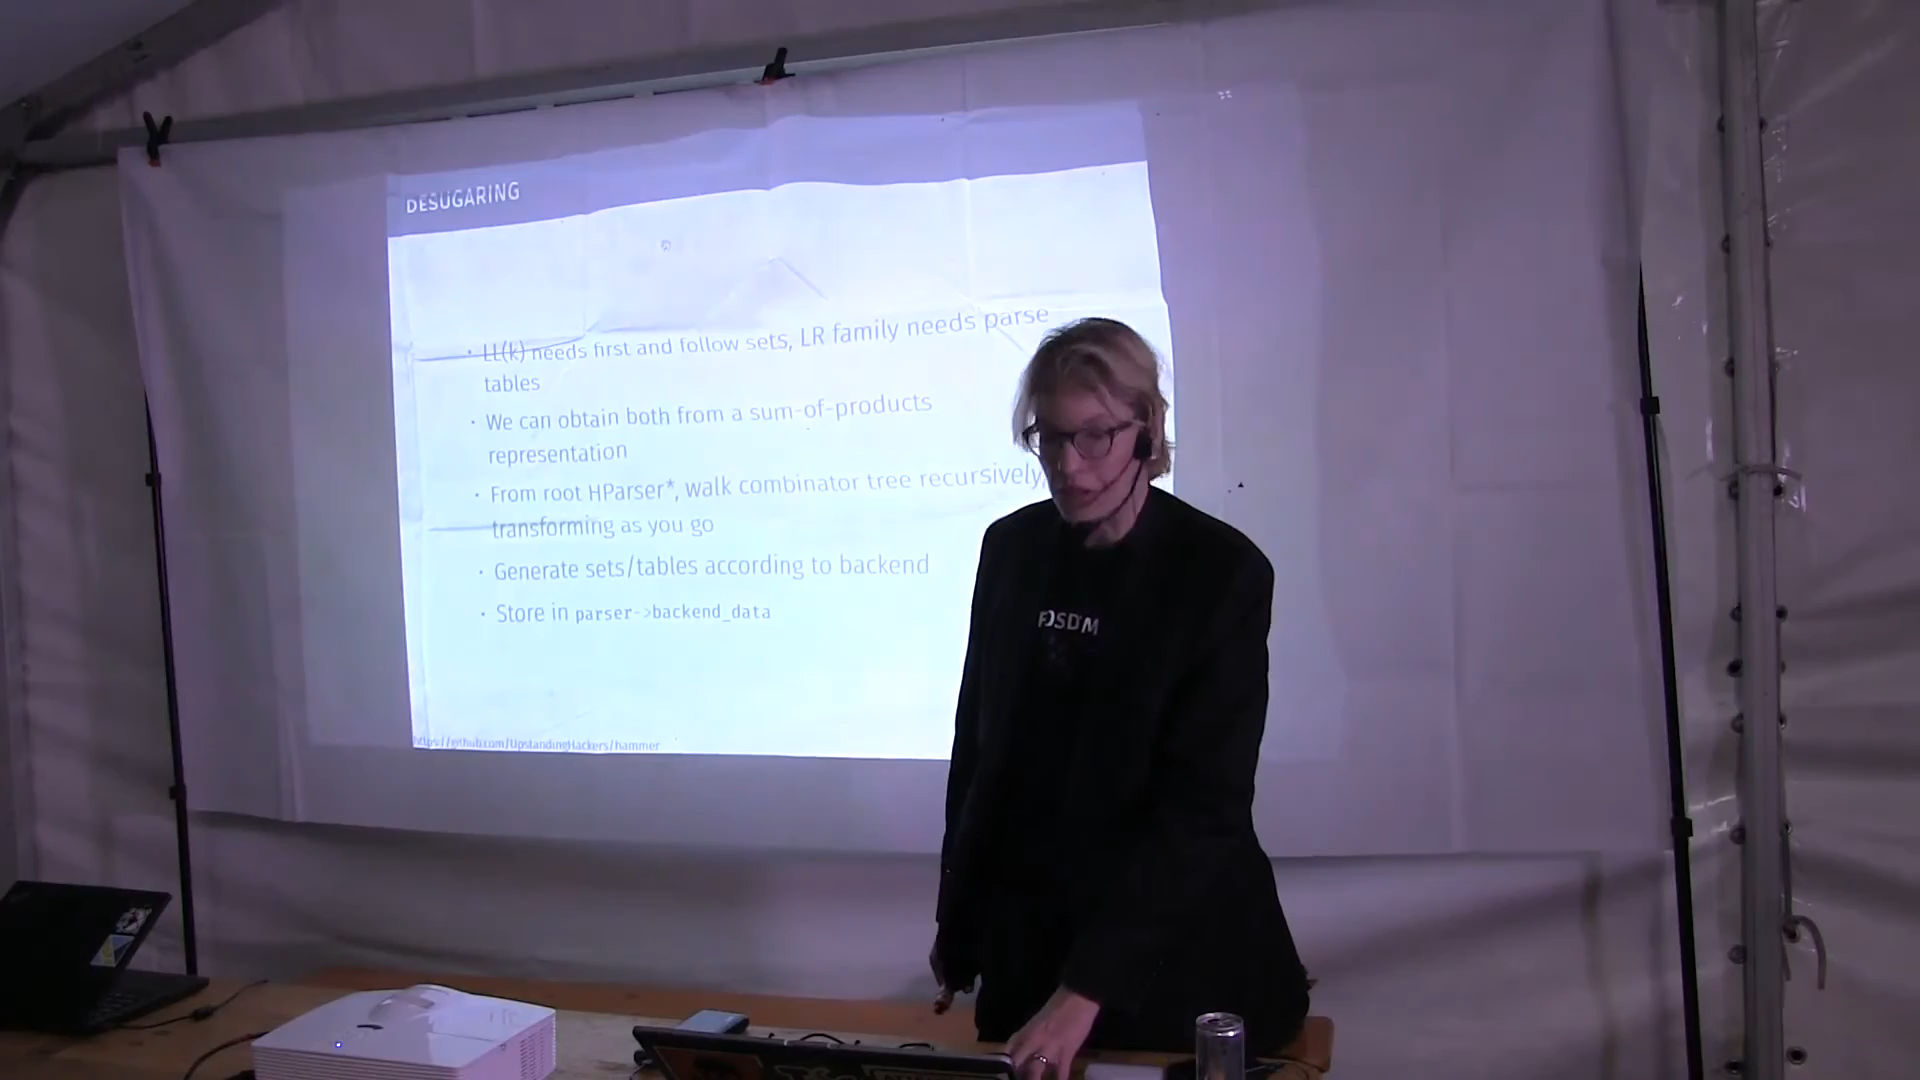 DESUGARING
· LL(k) needs first and follow sets, LR family needs parse
tables
· We can obtain both from a sum-of-products
representation
· From root HParser*, walk combinator tree recursively,
transforming as you go
· Generate sets/tables according to backend
· Store in parser->backend_data
https://github.com/UpstandingHackers/hammer
FOSDEM